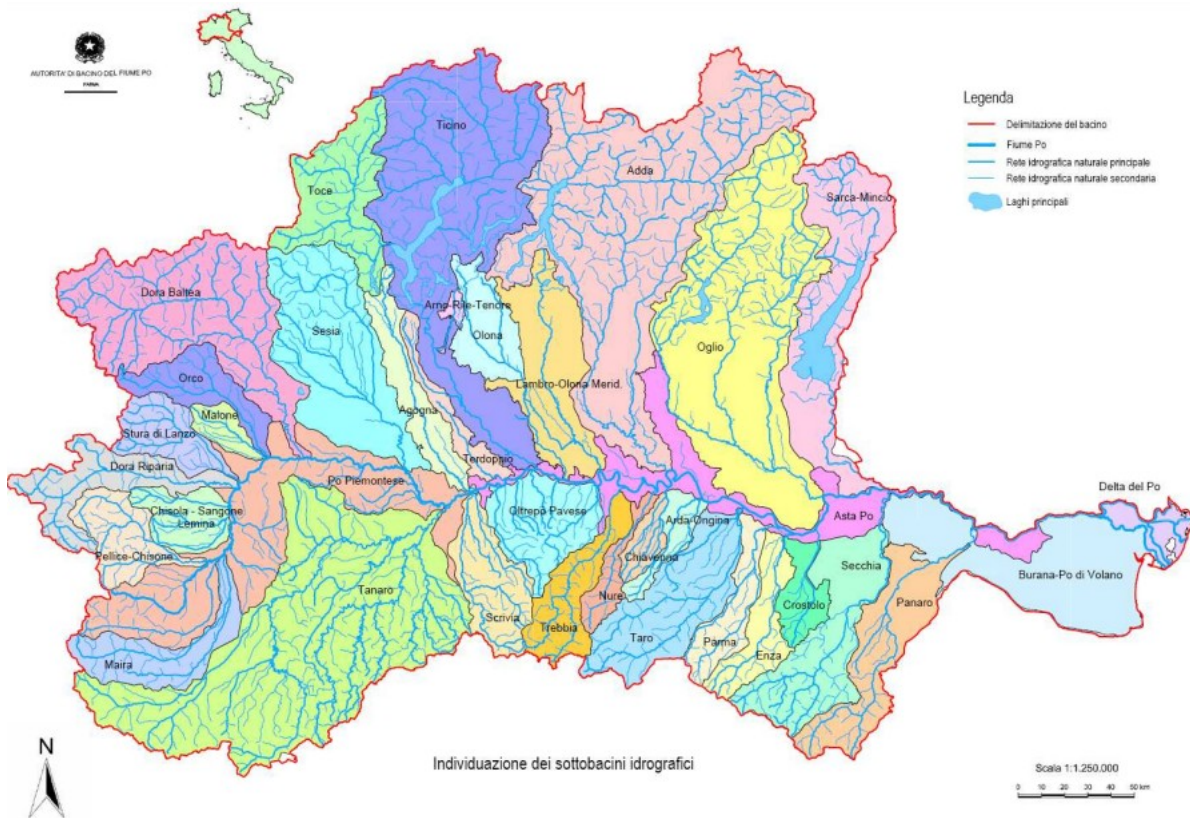 AUTORITA' DI BACINO DEL FIUME PO
PARMA
Legenda
Delimitazione del bacino
Fiume Po
Rete idrografica naturale principale
Rete idrografica naturale secondaria
Laghi principali
Ticino
Toce
Adda
Sarca-Mincio
Dora Baltea
Arno-Rile-Tenore
Olona
Sesia
Oglio
Orco
Lambro-Olona Merid.
Malone
Agogna
Stura di Lanzo
Terdoppio
Dora Riparia
Po Piemontese
Delta del Po
Chisola - Sangone
Lemina
Oltrepò Pavese
Arda-Ongina
Asta Po
Pellice-Chisone
Chiavenna
Secchia
Burana-Po di Volano
Tanaro
Nure
Panaro
Crostolo
Scrivia
Trebbia
Taro
Parma
Enza
Maira
N
Individuazione dei sottobacini idrografici
Scala 1:1.250.000
0 10 20 30 40 50 km